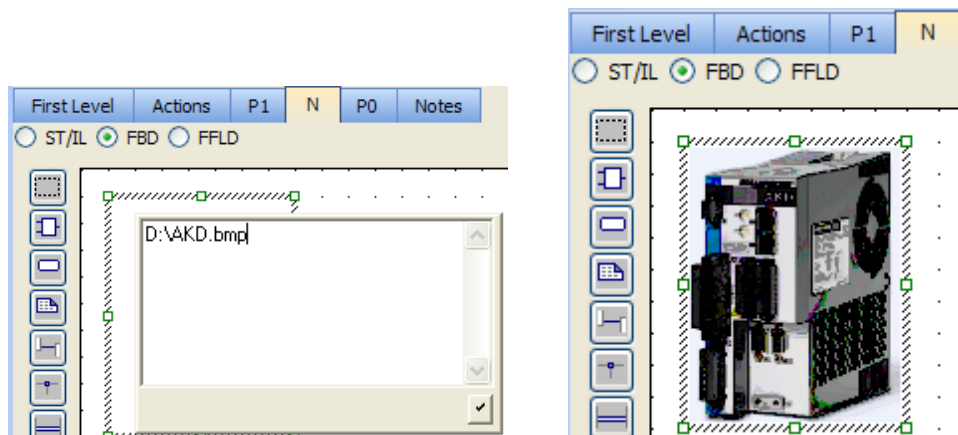 First Level Actions P1 N P0 Notes
ST/IL FBD FFLD
D:\AKD.bmp
First Level Actions P1 N
ST/IL FBD FFLD
AKD